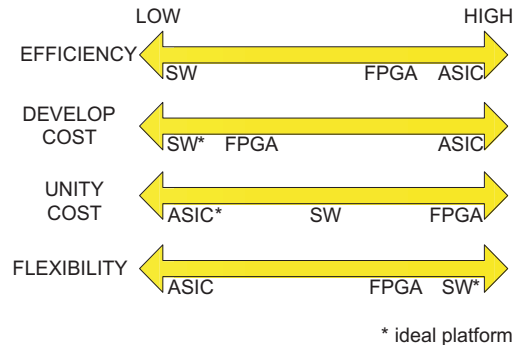 LOW HIGH
EFFICIENCY
SW FPGA ASIC
DEVELOP
COST
SW* FPGA ASIC
UNITY
COST
ASIC* SW FPGA
FLEXIBILITY
ASIC FPGA SW*
* ideal platform